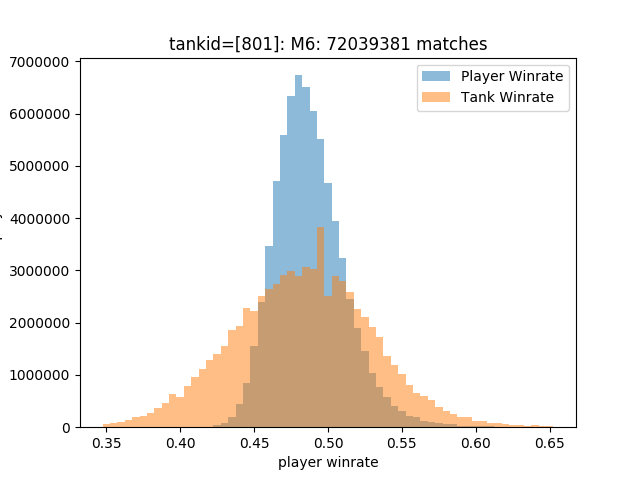 tankid=[801]: M6: 72039381 matches
Player Winrate
Tank Winrate
7000000
6000000
5000000
4000000
3000000
2000000
1000000
0
0.35 0.40 0.45 0.50 0.55 0.60 0.65
player winrate